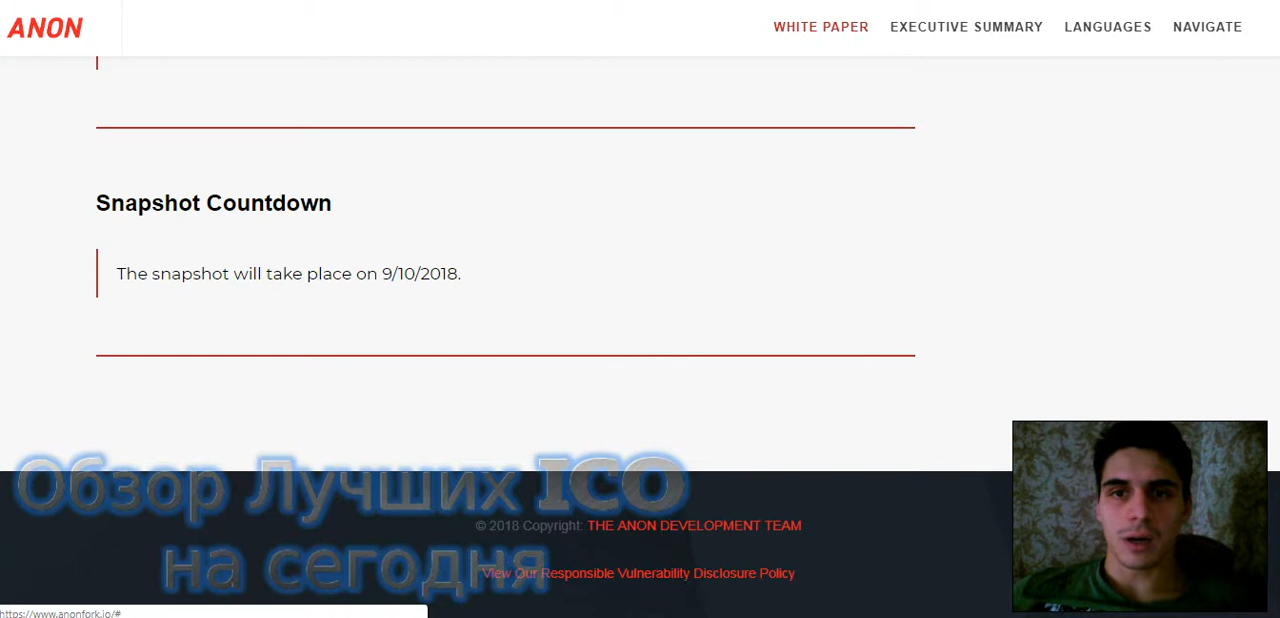 ANON
WHITE PAPER
EXECUTIVE SUMMARY
LANGUAGES
NAVIGATE
Snapshot Countdown
The snapshot will take place on 9/10/2018.
Обзор Лучших ICO
на сегодня
© 2018 Copyright: THE ANON DEVELOPMENT TEAM
View Our Responsible Vulnerability Disclosure Policy
https://www.anonfork.io/#